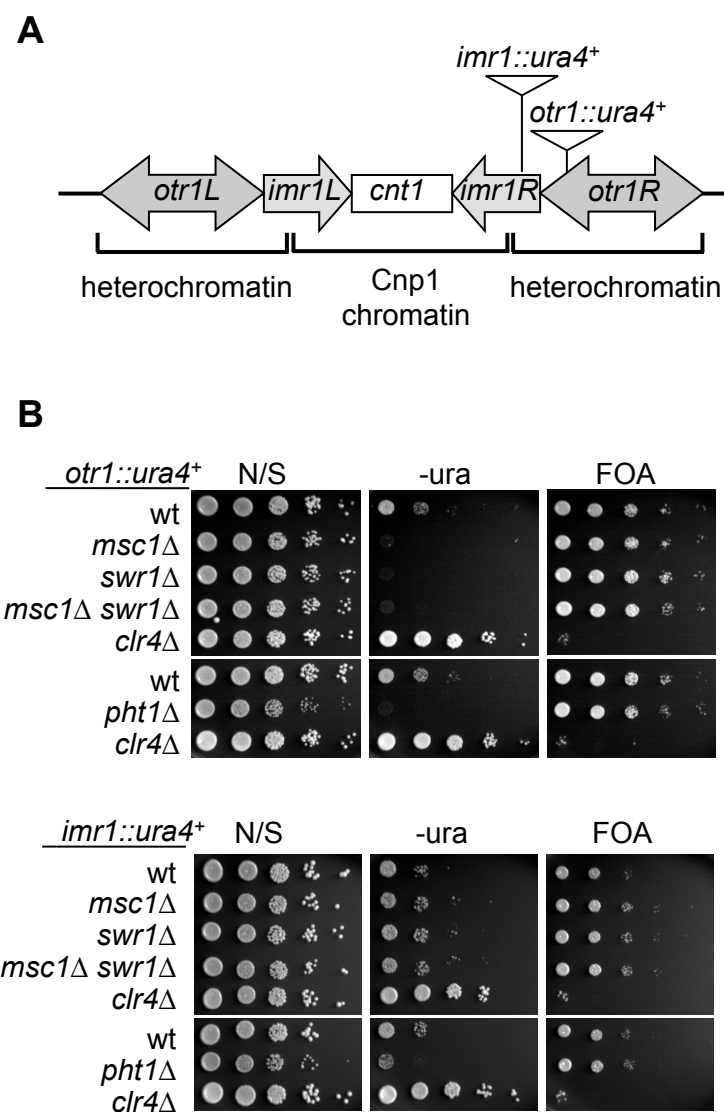 A
imr1::ura4⁺
otr1::ura4⁺
otr1L imr1L cnt1 imr1R otr1R
heterochromatin Cnp1 chromatin heterochromatin
B
otr1::ura4⁺ N/S -ura FOA
wt
msc1Δ
swr1Δ
msc1Δ swr1Δ
clr4Δ
wt
pht1Δ
clr4Δ
imr1::ura4⁺ N/S -ura FOA
wt
msc1Δ
swr1Δ
msc1Δ swr1Δ
clr4Δ
wt
pht1Δ
clr4Δ